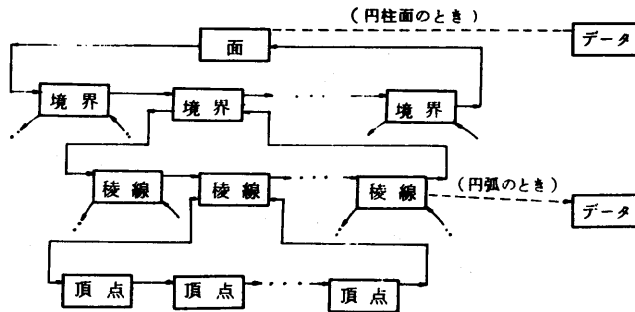 (円柱面のとき)
面
データ
境界
境界
・・・
境界
稜線
稜線
・・・
稜線
(円弧のとき)
データ
頂点
頂点
・・・
頂点